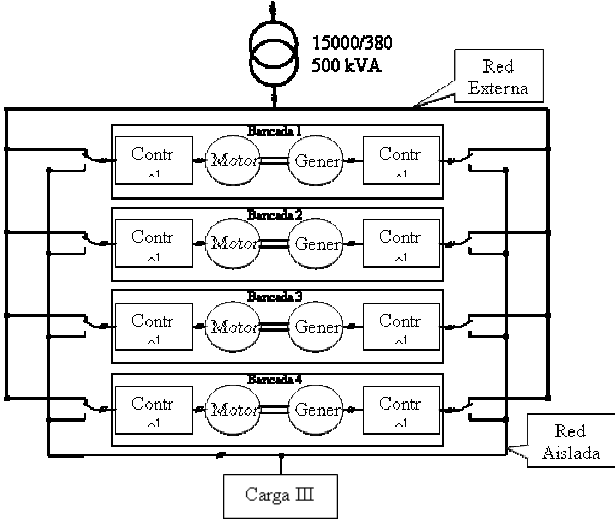 15000/380
500 kVA
Red
Externa
Bancada 1
Contr
Motor
Gener
Contr
Bancada 2
Contr
Motor
Gener
Contr
Bancada 3
Contr
Motor
Gener
Contr
Bancada 4
Contr
Motor
Gener
Contr
Red
Aislada
Carga III